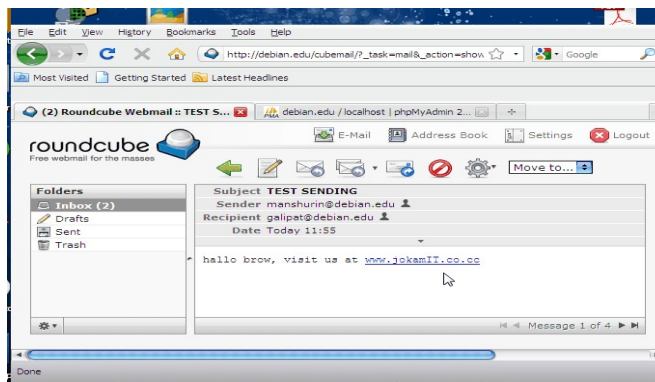 File Edit View History Bookmarks Tools Help
http://debian.edu/cubemail/?_task=mail&_action=show
Google
Most Visited Getting Started Latest Headlines
(2) Roundcube Webmail :: TEST S... debian.edu / localhost | phpMyAdmin 2...
roundcube
Free webmail for the masses
E-Mail Address Book Settings Logout
Move to...
Folders
Inbox (2)
Drafts
Sent
Trash
Subject TEST SENDING
Sender manshurin@debian.edu
Recipient galipat@debian.edu
Date Today 11:55
hallo brow, visit us at www.jokamIT.co.cc
Message 1 of 4
Done